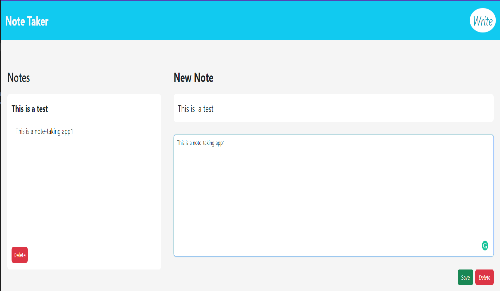 Note Taker
Write
Notes
New Note
This is a test
This is a note-taking app!
Delete
This is a test
This is a note-taking app!
Save
Delete